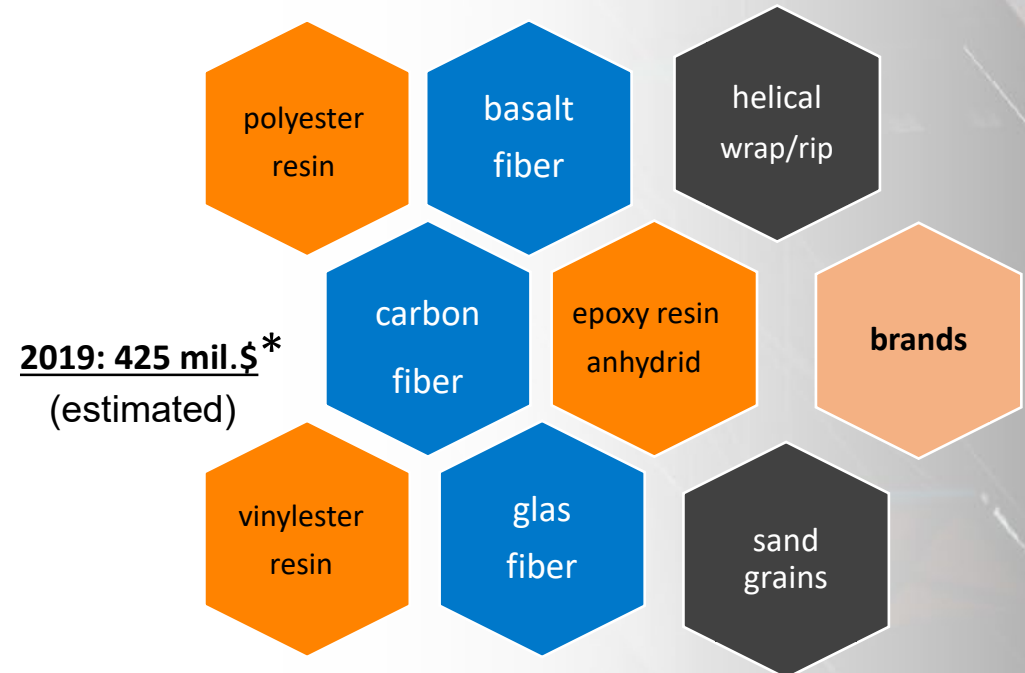 polyester
resin
basalt
fiber
helical
wrap/rip
2019: 425 mil.$*
(estimated)
carbon
fiber
epoxy resin
anhydrid
brands
vinylester
resin
glas
fiber
sand
grains